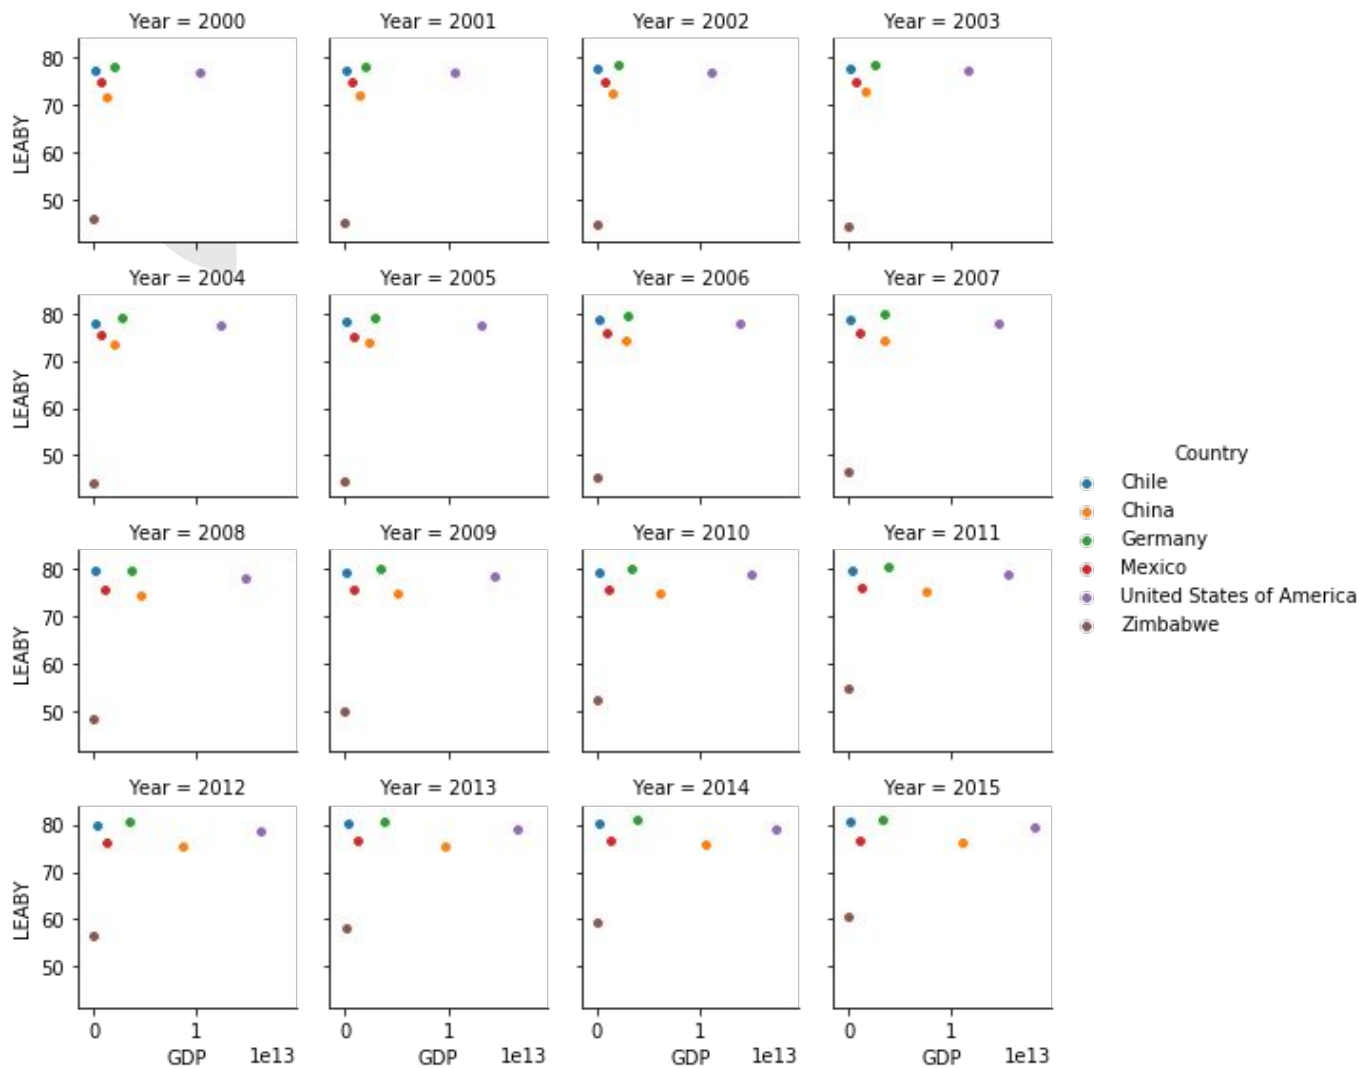 Year = 2000 Year = 2001 Year = 2002 Year = 2003
80
70
60
50
LEABY
Year = 2004 Year = 2005 Year = 2006 Year = 2007
80
70
60
50
LEABY
Year = 2008 Year = 2009 Year = 2010 Year = 2011
80
70
60
50
LEABY
Year = 2012 Year = 2013 Year = 2014 Year = 2015
80
70
60
50
LEABY
0 1 0 1 0 1 0 1
GDP 1e13 GDP 1e13 GDP 1e13 GDP 1e13
Country
Chile
China
Germany
Mexico
United States of America
Zimbabwe